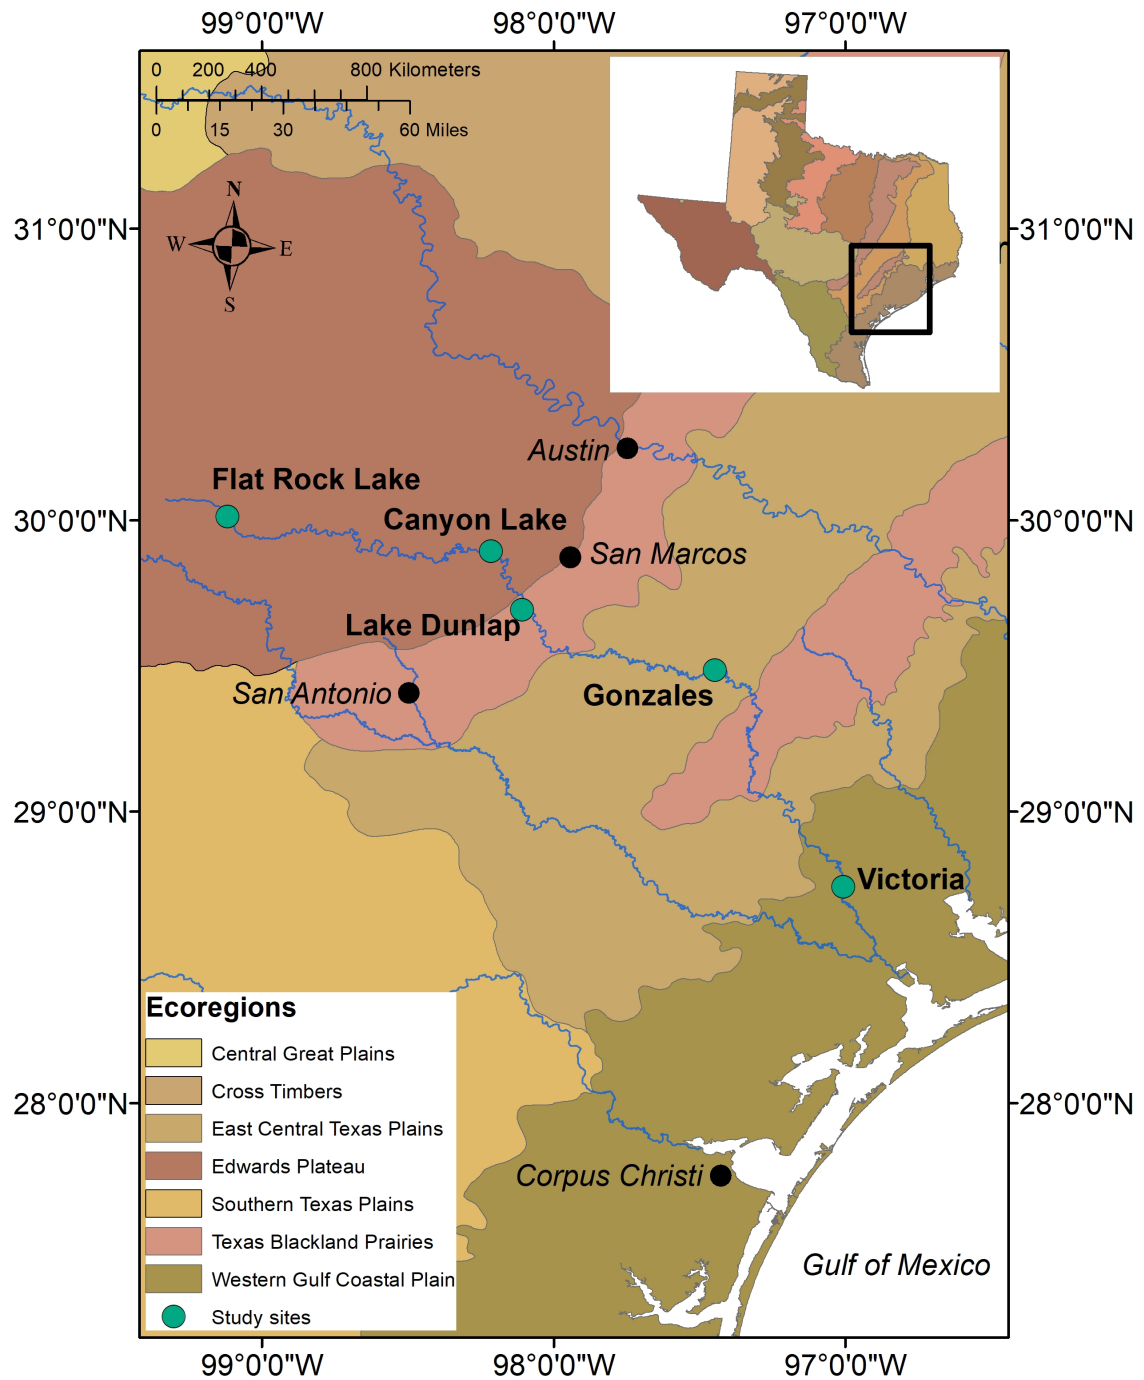 99°0'0"W 98°0'0"W 97°0'0"W
0 200 400 800 Kilometers
0 15 30 60 Miles
N
W E
S
31°0'0"N 31°0'0"N
Austin
Flat Rock Lake
Canyon Lake
30°0'0"N 30°0'0"N
San Marcos
Lake Dunlap
San Antonio
Gonzales
29°0'0"N 29°0'0"N
Victoria
Ecoregions
Central Great Plains
Cross Timbers
East Central Texas Plains
Edwards Plateau
Southern Texas Plains
Texas Blackland Prairies
Western Gulf Coastal Plain
Study sites
28°0'0"N 28°0'0"N
Corpus Christi
Gulf of Mexico
99°0'0"W 98°0'0"W 97°0'0"W